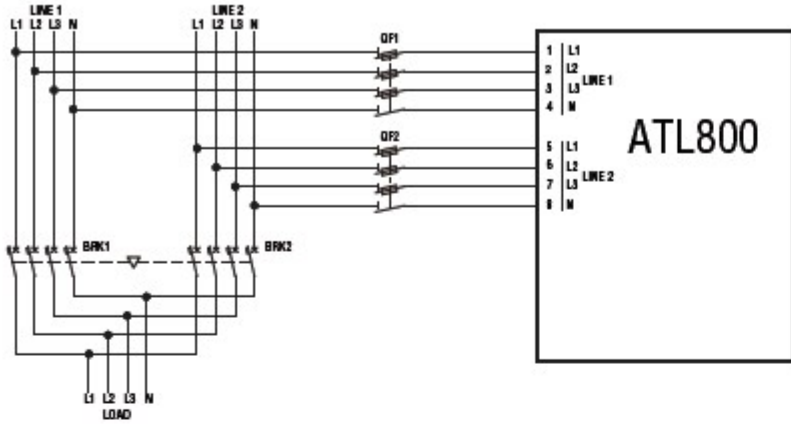 LINE 1
L1 L2 L3 N
LINE 2
L1 L2 L3 N
QF1
1 L1
2 L2
3 L3
4 N
LINE 1
ATL800
QF2
5 L1
6 L2
7 L3
8 N
LINE 2
BRK1
BRK2
L1 L2 L3 N
LOAD